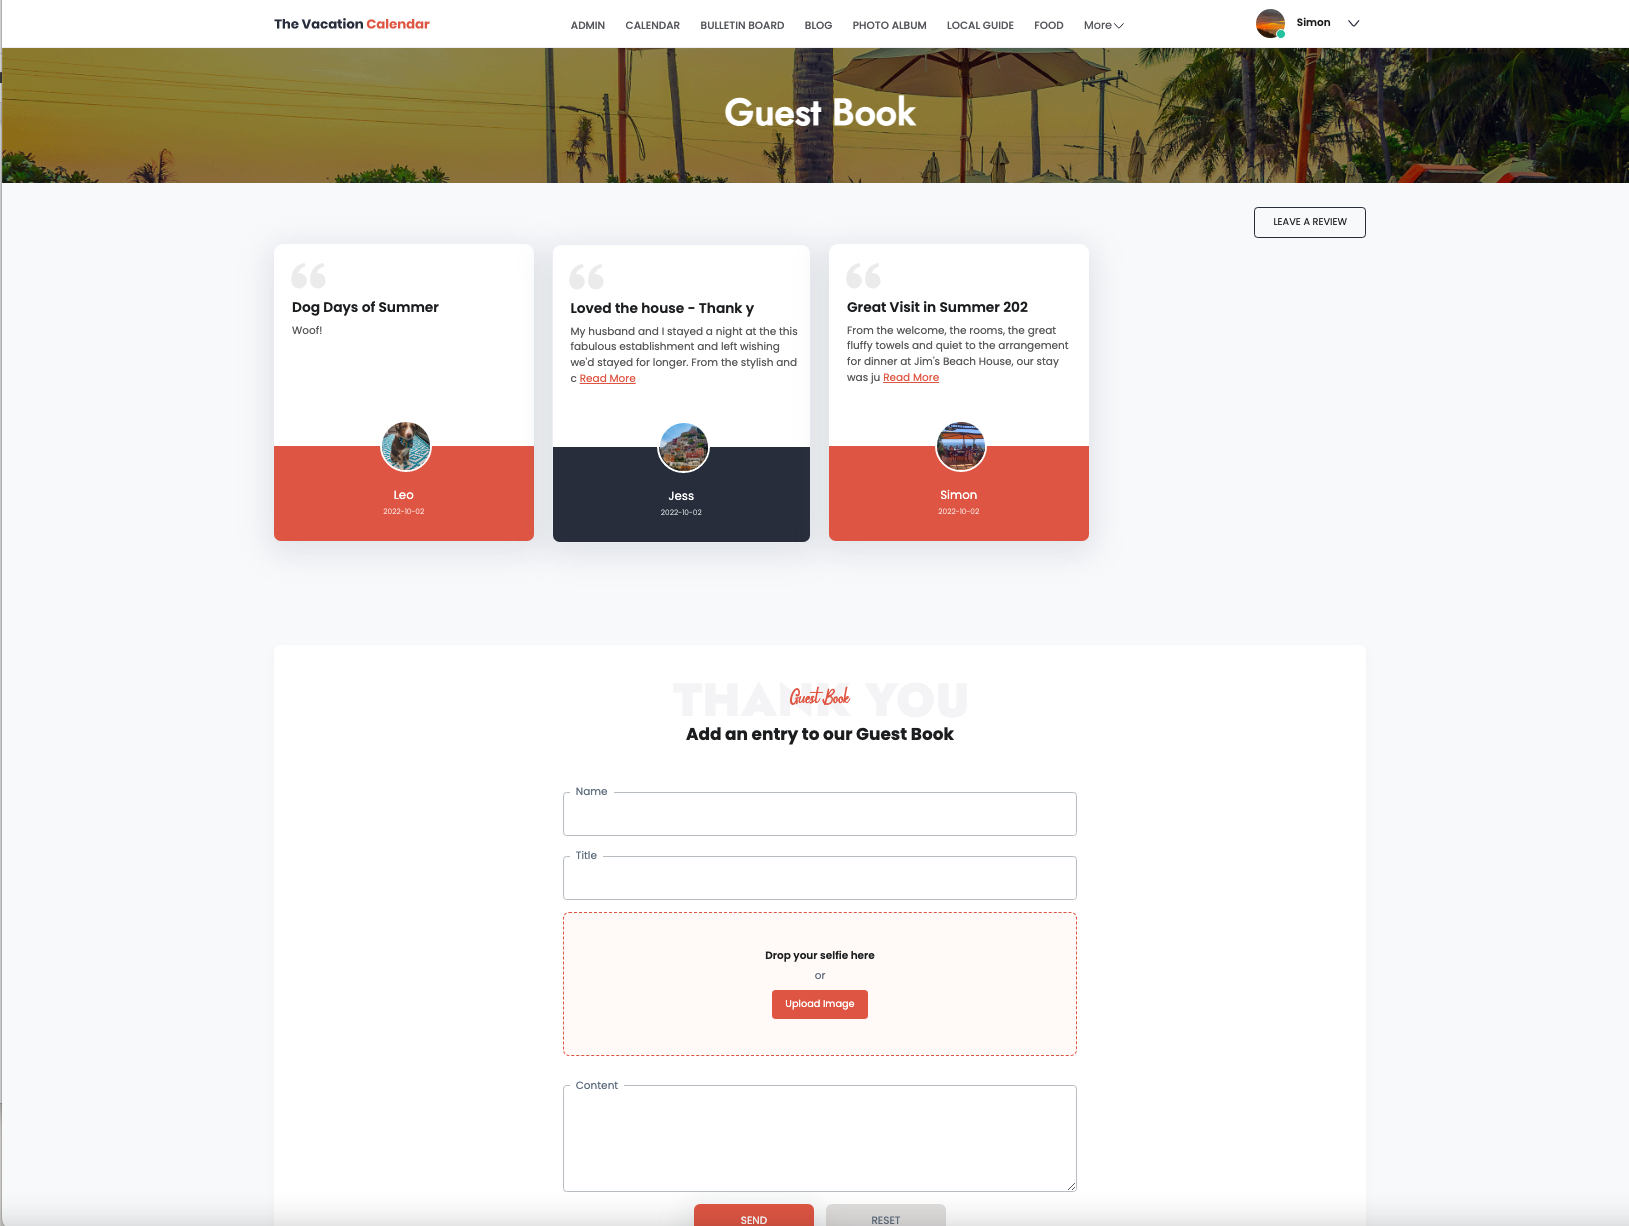 The Vacation Calendar
ADMIN CALENDAR BULLETIN BOARD BLOG PHOTO ALBUM LOCAL GUIDE FOOD More
Simon
Guest Book
LEAVE A REVIEW
Dog Days of Summer
Woof!
Leo
2022-10-02
Loved the house - Thank y
My husband and I stayed a night at the this
fabulous establishment and left wishing
we'd stayed for longer. From the stylish and
c Read More
Jess
2022-10-02
Great Visit in Summer 202
From the welcome, the rooms, the great
fluffy towels and quiet to the arrangement
for dinner at Jim's Beach House, our stay
was ju Read More
Simon
2022-10-02
THANK YOU
Guest Book
Add an entry to our Guest Book
Name
Title
Drop your selfie here
or
Upload Image
Content
SEND
RESET